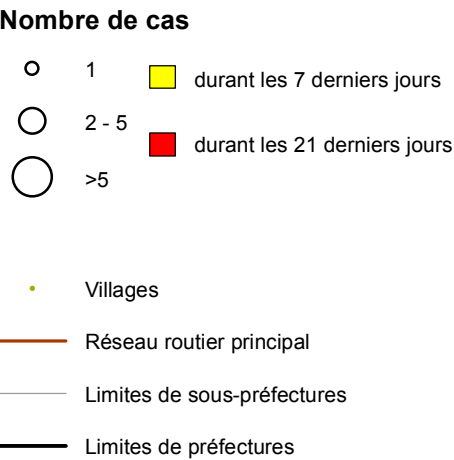 Nombre de cas
1
durant les 7 derniers jours
2 - 5
durant les 21 derniers jours
>5
Villages
Réseau routier principal
Limites de sous-préfectures
Limites de préfectures